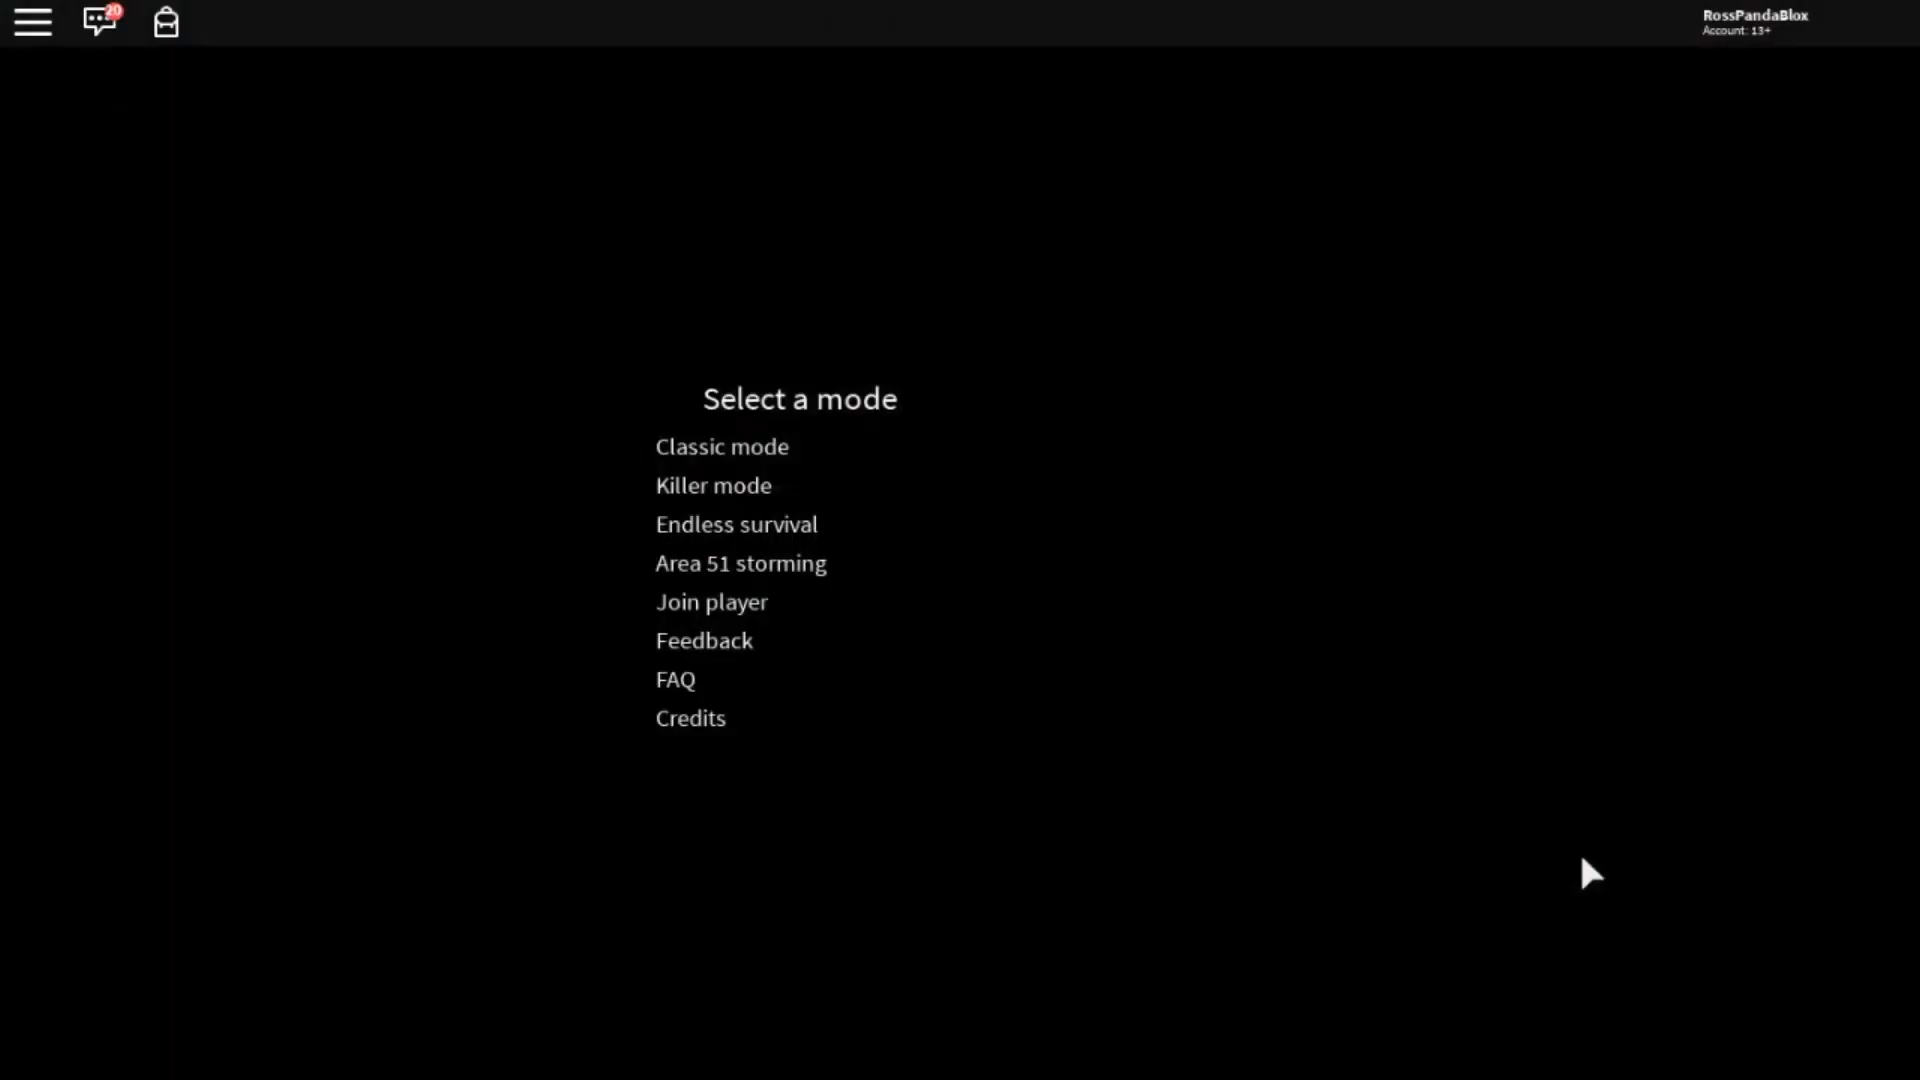 20
RossPandaBlox
Account: 13+
Select a mode
Classic mode
Killer mode
Endless survival
Area 51 storming
Join player
Feedback
FAQ
Credits